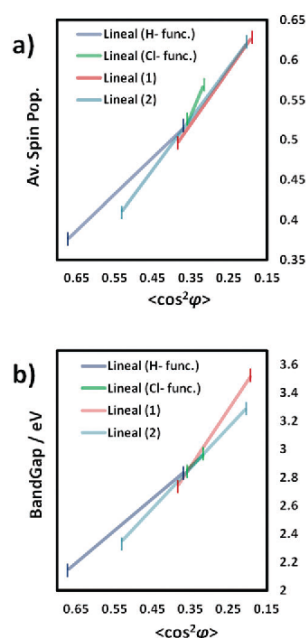 a)
Lineal (H- func.)
Lineal (Cl- func.)
Lineal (1)
Lineal (2)
Av. Spin Pop.
0.65
0.6
0.55
0.5
0.45
0.4
0.35
0.65 0.55 0.45 0.35 0.25 0.15
<cos²φ>
b)
Lineal (H- func.)
Lineal (Cl- func.)
Lineal (1)
Lineal (2)
BandGap / eV
3.6
3.4
3.2
3
2.8
2.6
2.4
2.2
2
0.65 0.55 0.45 0.35 0.25 0.15
<cos²φ>